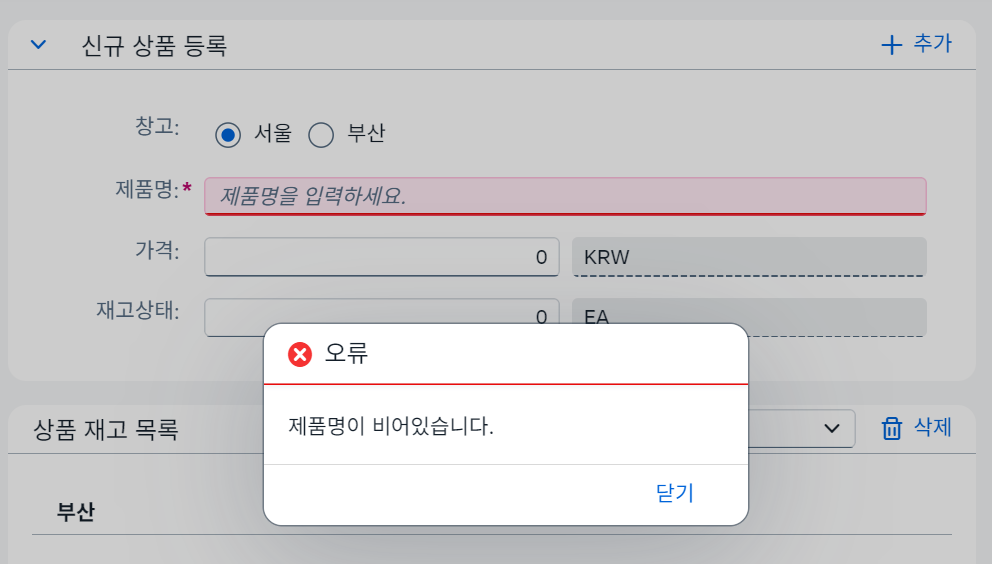 신규 상품 등록
추가
창고:
서울
부산
제품명:*
제품명을 입력하세요.
가격:
0
KRW
재고상태:
0
EA
오류
제품명이 비어있습니다.
닫기
상품 재고 목록
삭제
부산